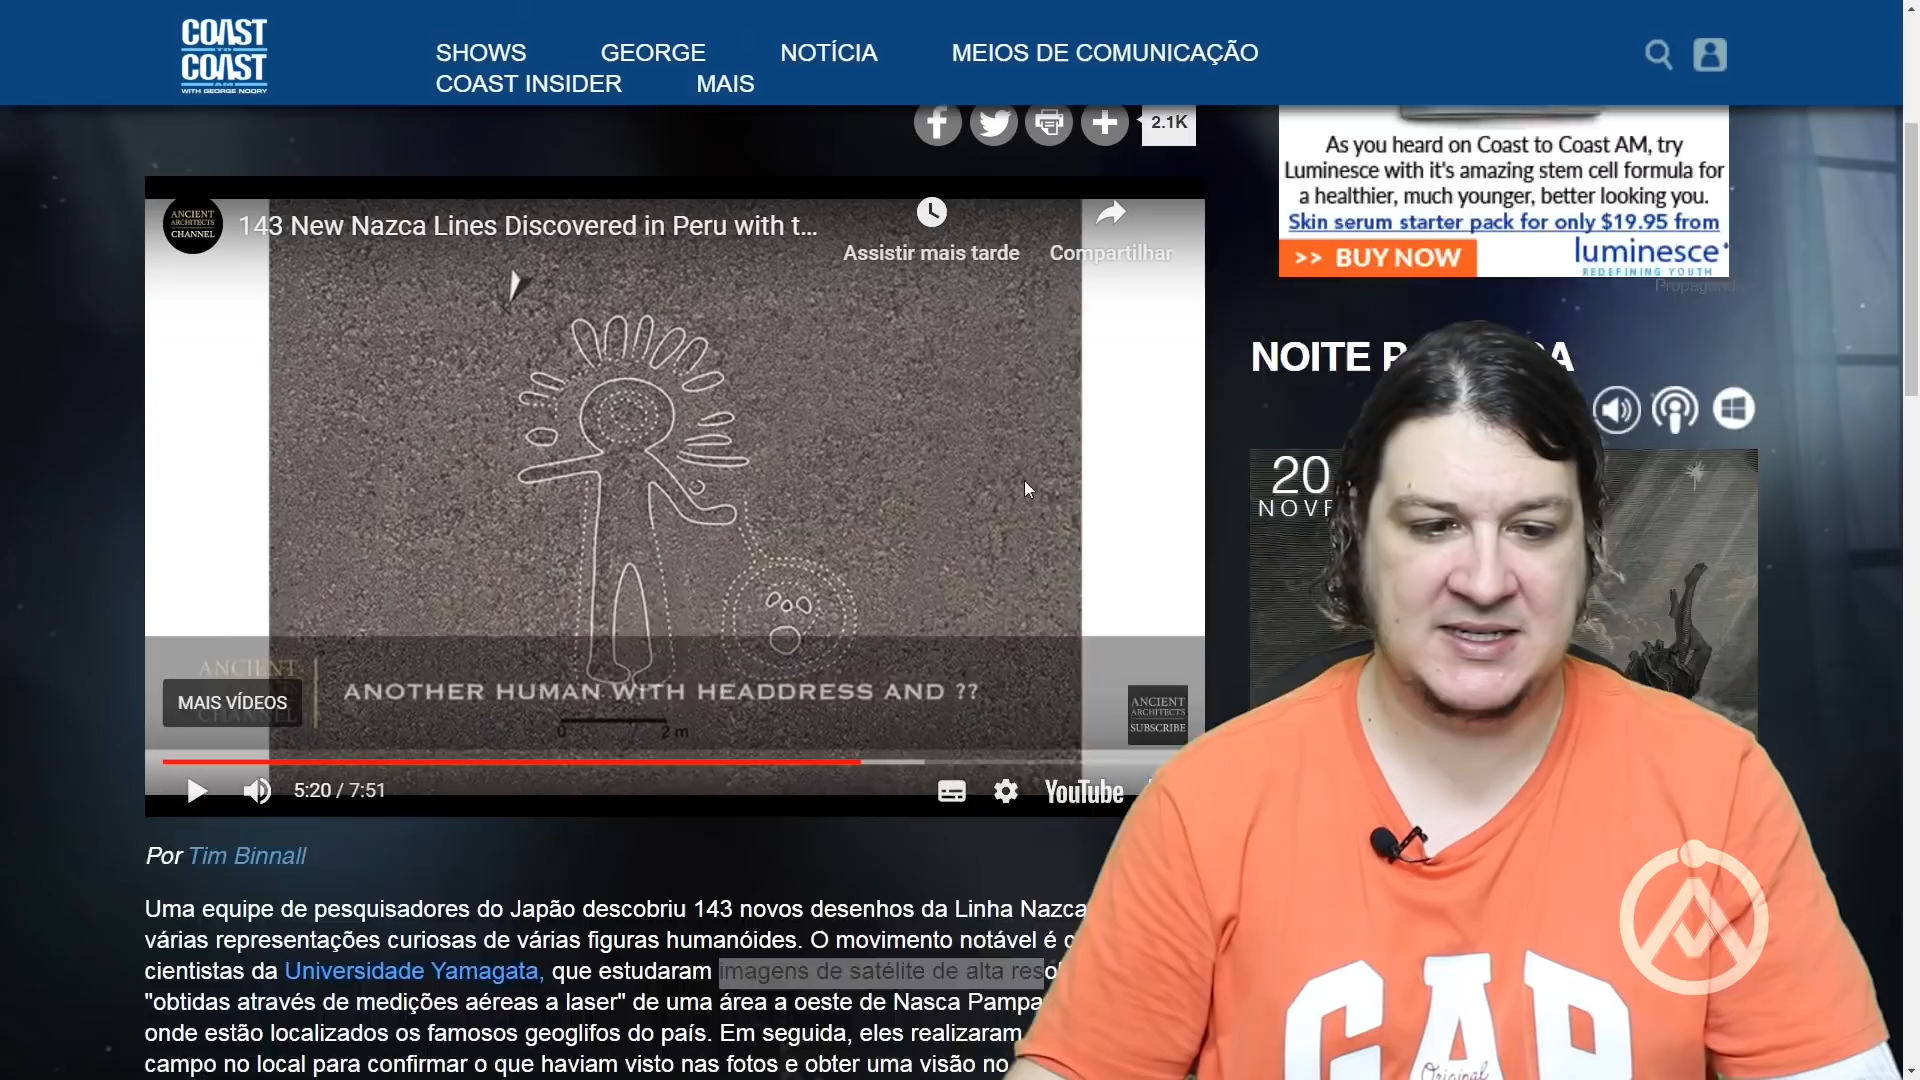 COAST
TO
COAST
AM
WITH GEORGE NOORY
SHOWS
GEORGE
NOTÍCIA
MEIOS DE COMUNICAÇÃO
COAST INSIDER
MAIS
2.1K
As you heard on Coast to Coast AM, try
Luminesce with it's amazing stem cell formula for
a healthier, much younger, better looking you.
Skin serum starter pack for only $19.95 from
>> BUY NOW
luminesce
REDEFINING YOUTH
ANCIENT
ARCHITECTS
CHANNEL
143 New Nazca Lines Discovered in Peru with t...
Assistir mais tarde
Compartilhar
NOITE
20
ANCIENT
MAIS VÍDEOS
ANOTHER HUMAN WITH HEADDRESS AND ??
0 2 m
ANCIENT
ARCHITECTS
SUBSCRIBE
5:20 / 7:51
YouTube
Por Tim Binnall
Uma equipe de pesquisadores do Japão descobriu 143 novos desenhos da Linha Nazca
várias representações curiosas de várias figuras humanóides. O movimento notável é
cientistas da Universidade Yamagata, que estudaram imagens de satélite de alta
"obtidas através de medições aéreas a laser" de uma área a oeste de Nasca Pampa
onde estão localizados os famosos geoglifos do país. Em seguida, eles realizaram
campo no local para confirmar o que haviam visto nas fotos e obter uma visão no
GAP
Original